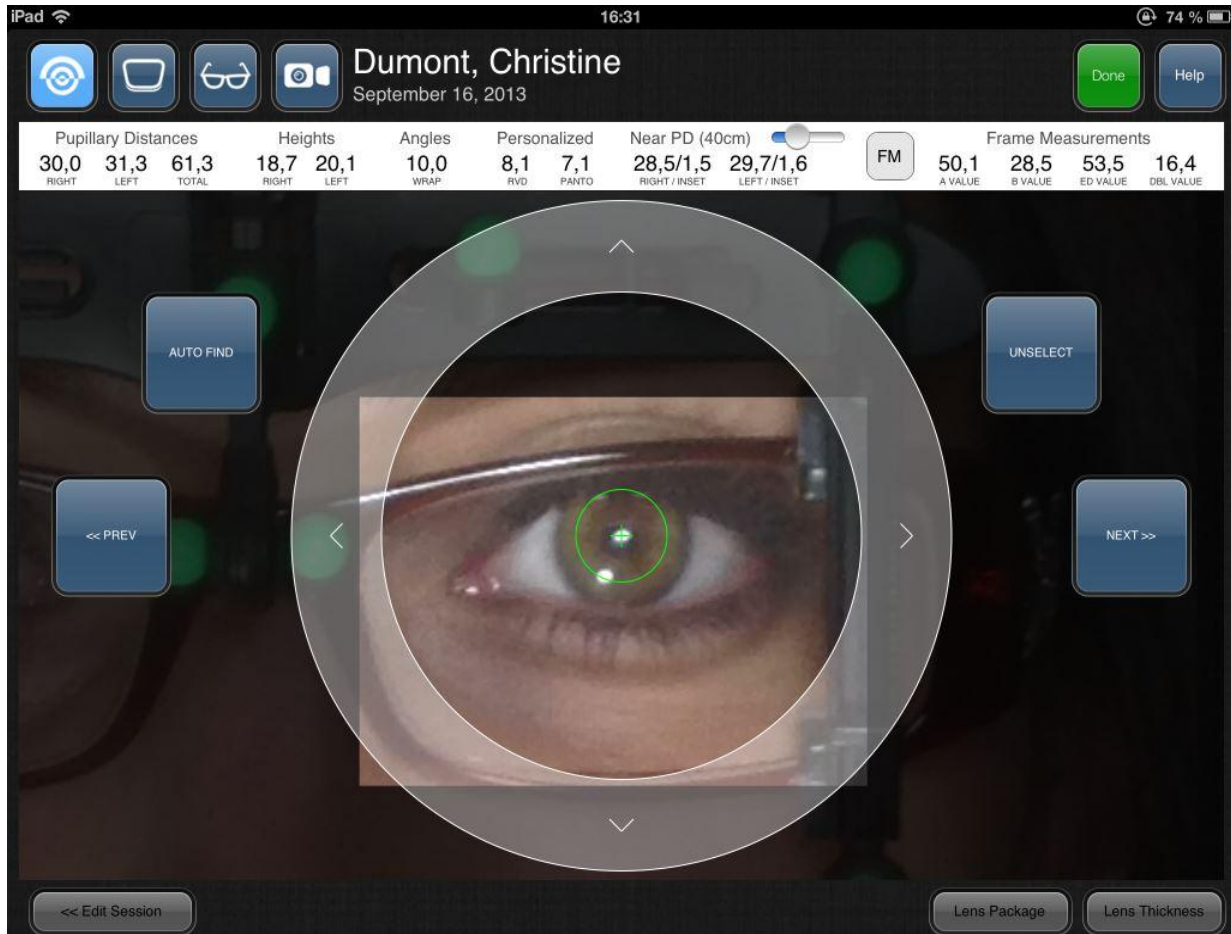 iPad 16:31 74 %
Dumont, Christine
September 16, 2013
Done Help
Pupillary Distances Heights Angles Personalized Near PD (40cm) FM Frame Measurements
30,0 31,3 61,3 18,7 20,1 10,0 8,1 7,1 28,5/1,5 29,7/1,6 50,1 28,5 53,5 16,4
RIGHT LEFT TOTAL RIGHT LEFT WRAP RVD PANTO RIGHT / INSET LEFT / INSET A VALUE B VALUE ED VALUE DBL VALUE
AUTO FIND UNSELECT
<< PREV NEXT >>
<< Edit Session Lens Package Lens Thickness